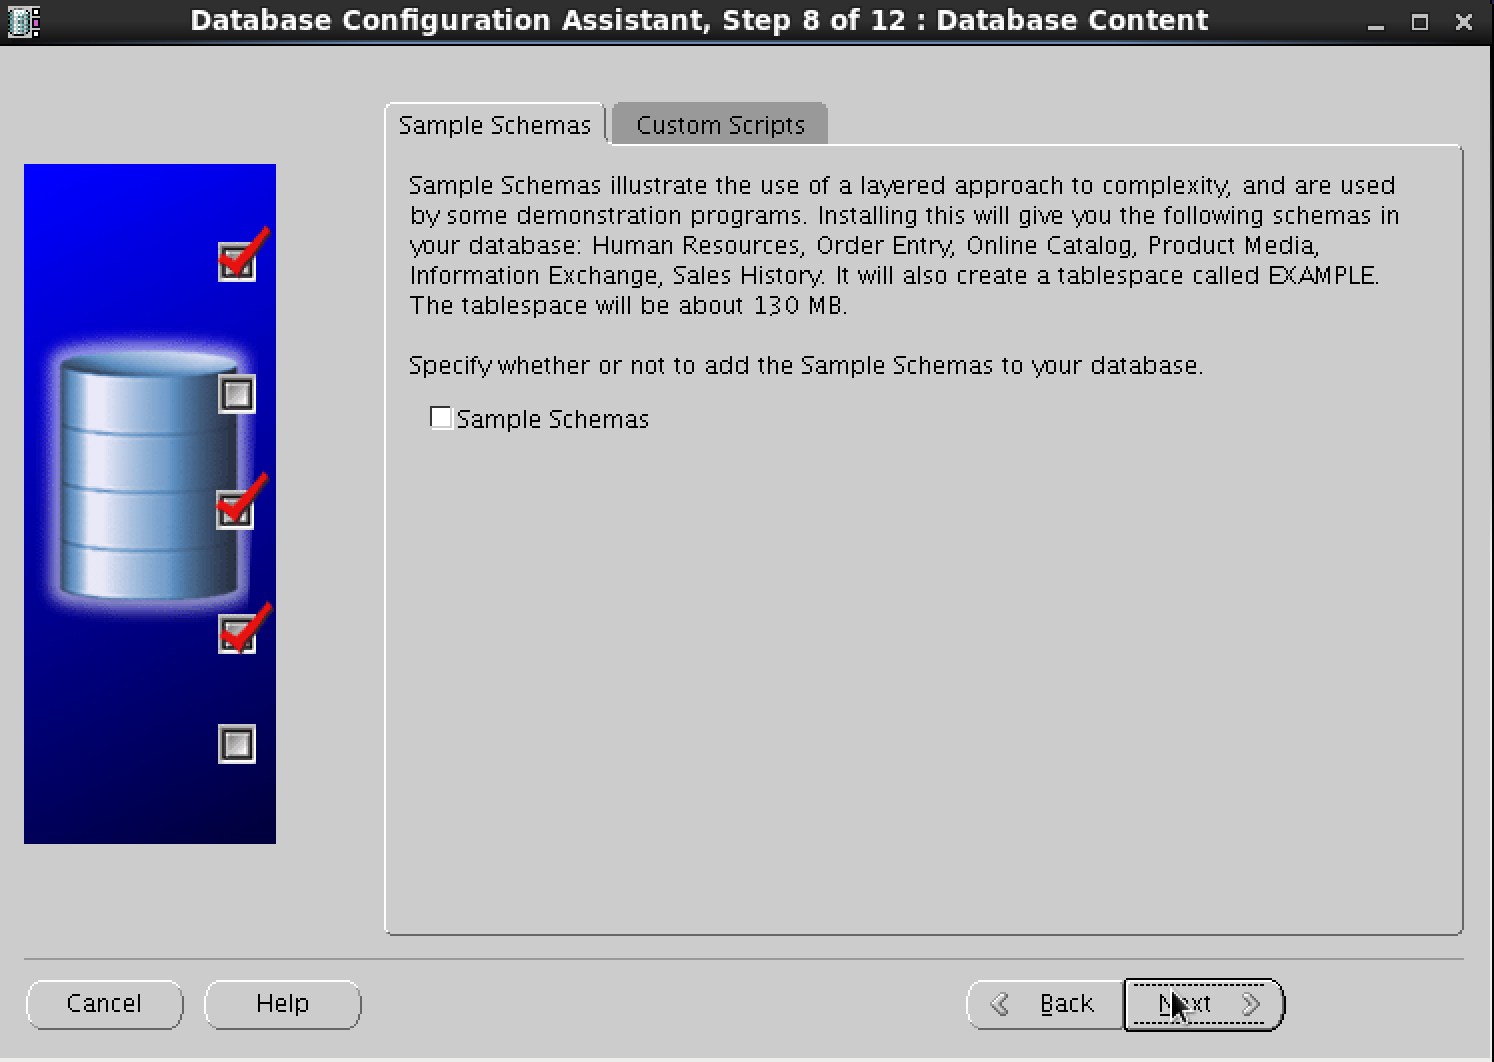 Database Configuration Assistant, Step 8 of 12 : Database Content
Sample Schemas
Custom Scripts
Sample Schemas illustrate the use of a layered approach to complexity, and are used
by some demonstration programs. Installing this will give you the following schemas in
your database: Human Resources, Order Entry, Online Catalog, Product Media,
Information Exchange, Sales History. It will also create a tablespace called EXAMPLE.
The tablespace will be about 130 MB.
Specify whether or not to add the Sample Schemas to your database.
Sample Schemas
Cancel
Help
Back
Next